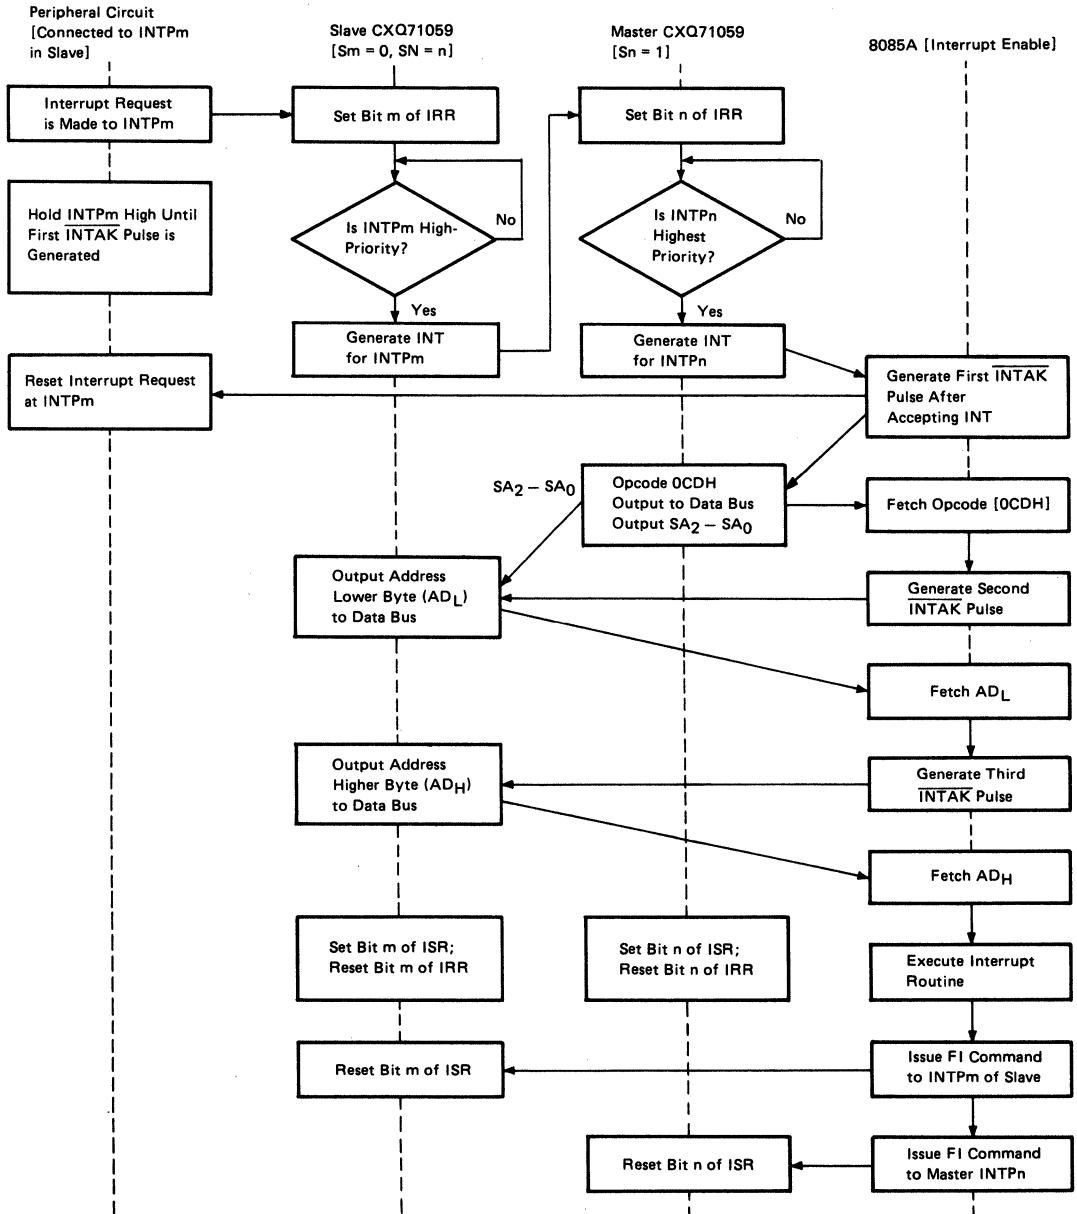 Peripheral Circuit
[Connected to INTPm
in Slave]
Slave CXQ71059
[Sm = 0, SN = n]
Master CXQ71059
[Sn = 1]
8085A [Interrupt Enable]
Interrupt Request
is Made to INTPm
Set Bit m of IRR
Set Bit n of IRR
Hold INTPm High Until
First INTAK Pulse is
Generated
Is INTPm High-
Priority?
No
Is INTPn
Highest
Priority?
No
Yes
Yes
Generate INT
for INTPm
Generate INT
for INTPn
Reset Interrupt Request
at INTPm
Generate First INTAK
Pulse After
Accepting INT
SA2 – SA0
Opcode 0CDH
Output to Data Bus
Output SA2 – SA0
Fetch Opcode [0CDH]
Output Address
Lower Byte (ADL)
to Data Bus
Generate Second
INTAK Pulse
Fetch ADL
Output Address
Higher Byte (ADH)
to Data Bus
Generate Third
INTAK Pulse
Fetch ADH
Set Bit m of ISR;
Reset Bit m of IRR
Set Bit n of ISR;
Reset Bit n of IRR
Execute Interrupt
Routine
Reset Bit m of ISR
Issue FI Command
to INTPm of Slave
Reset Bit n of ISR
Issue FI Command
to Master INTPn